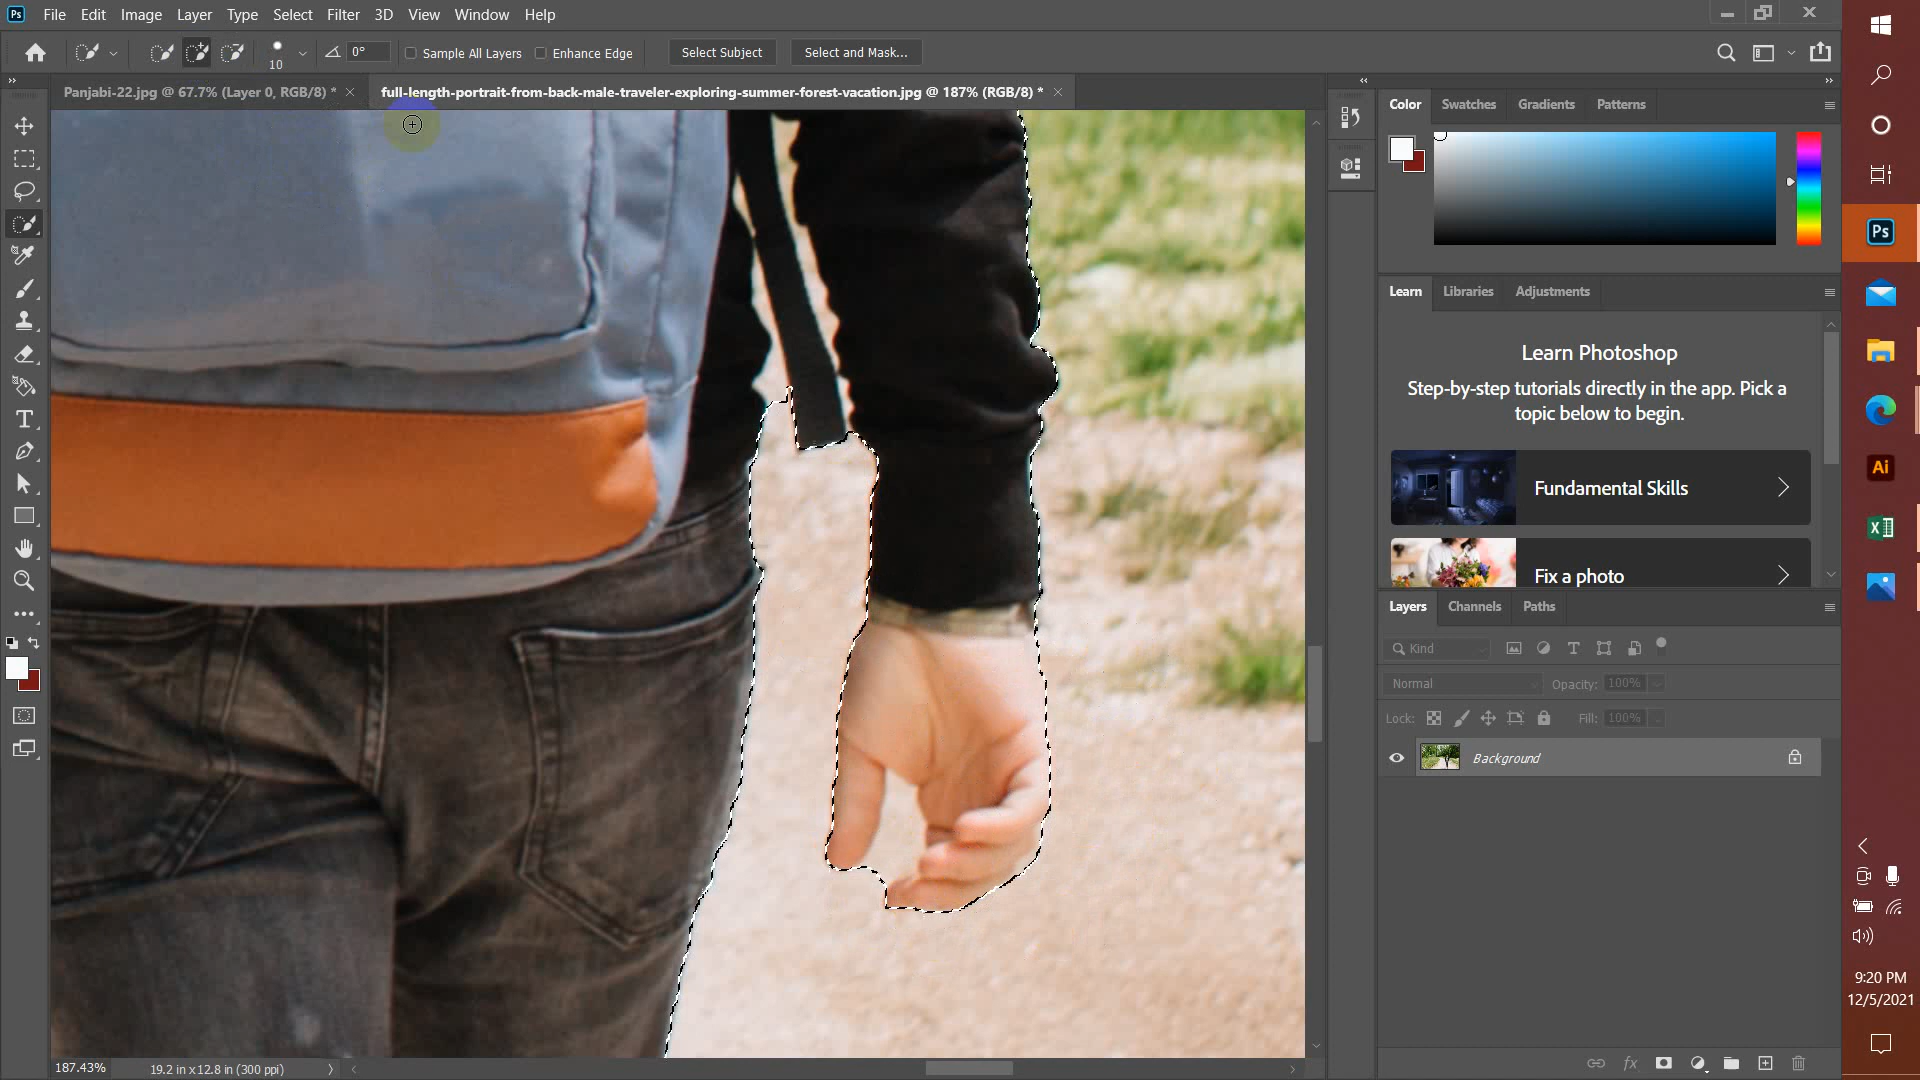 Ps File Edit Image Layer Type Select Filter 3D View Window Help
10 0° Sample All Layers Enhance Edge Select Subject Select and Mask...
Panjabi-22.jpg @ 67.7% (Layer 0, RGB/8) * full-length-portrait-from-back-male-traveler-exploring-summer-forest-vacation.jpg @ 187% (RGB/8) *
Color Swatches Gradients Patterns
Ps
Learn Libraries Adjustments
Learn Photoshop
Step-by-step tutorials directly in the app. Pick a
topic below to begin.
Fundamental Skills
Ai
Fix a photo
Layers Channels Paths
Kind
Normal Opacity: 100%
Lock: Fill: 100%
Background
9:20 PM
12/5/2021
187.43% 19.2 in x 12.8 in (300 ppi)
fx